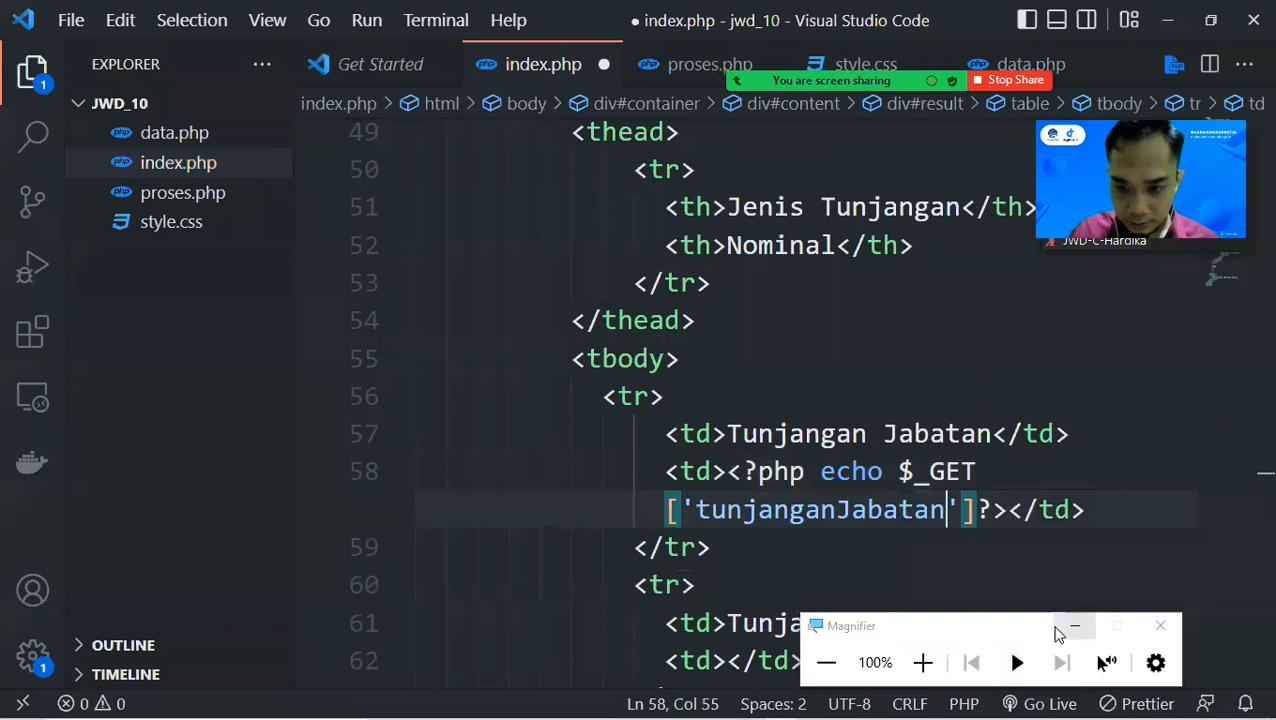 File Edit Selection View Go Run Terminal Help
● index.php - jwd_10 - Visual Studio Code
EXPLORER
Get Started
index.php
proses.php
style.css
data.php
You are screen sharing
Stop Share
JWD_10
index.php > html > body > div#container > div#content > div#result > table > tbody > tr > td
data.php
index.php
proses.php
style.css
49 <thead>
50 <tr>
51 <th>Jenis Tunjangan</th>
52 <th>Nominal</th>
53 </tr>
54 </thead>
55 <tbody>
56 <tr>
57 <td>Tunjangan Jabatan</td>
58 <td><?php echo $_GET
['tunjanganJabatan']?></td>
59 </tr>
60 <tr>
61 <td>Tunja
62 <td></td>
JWD-C-Hardika
Magnifier
100%
OUTLINE
TIMELINE
1
1
0 0
Ln 58, Col 55 Spaces: 2 UTF-8 CRLF PHP Go Live Prettier